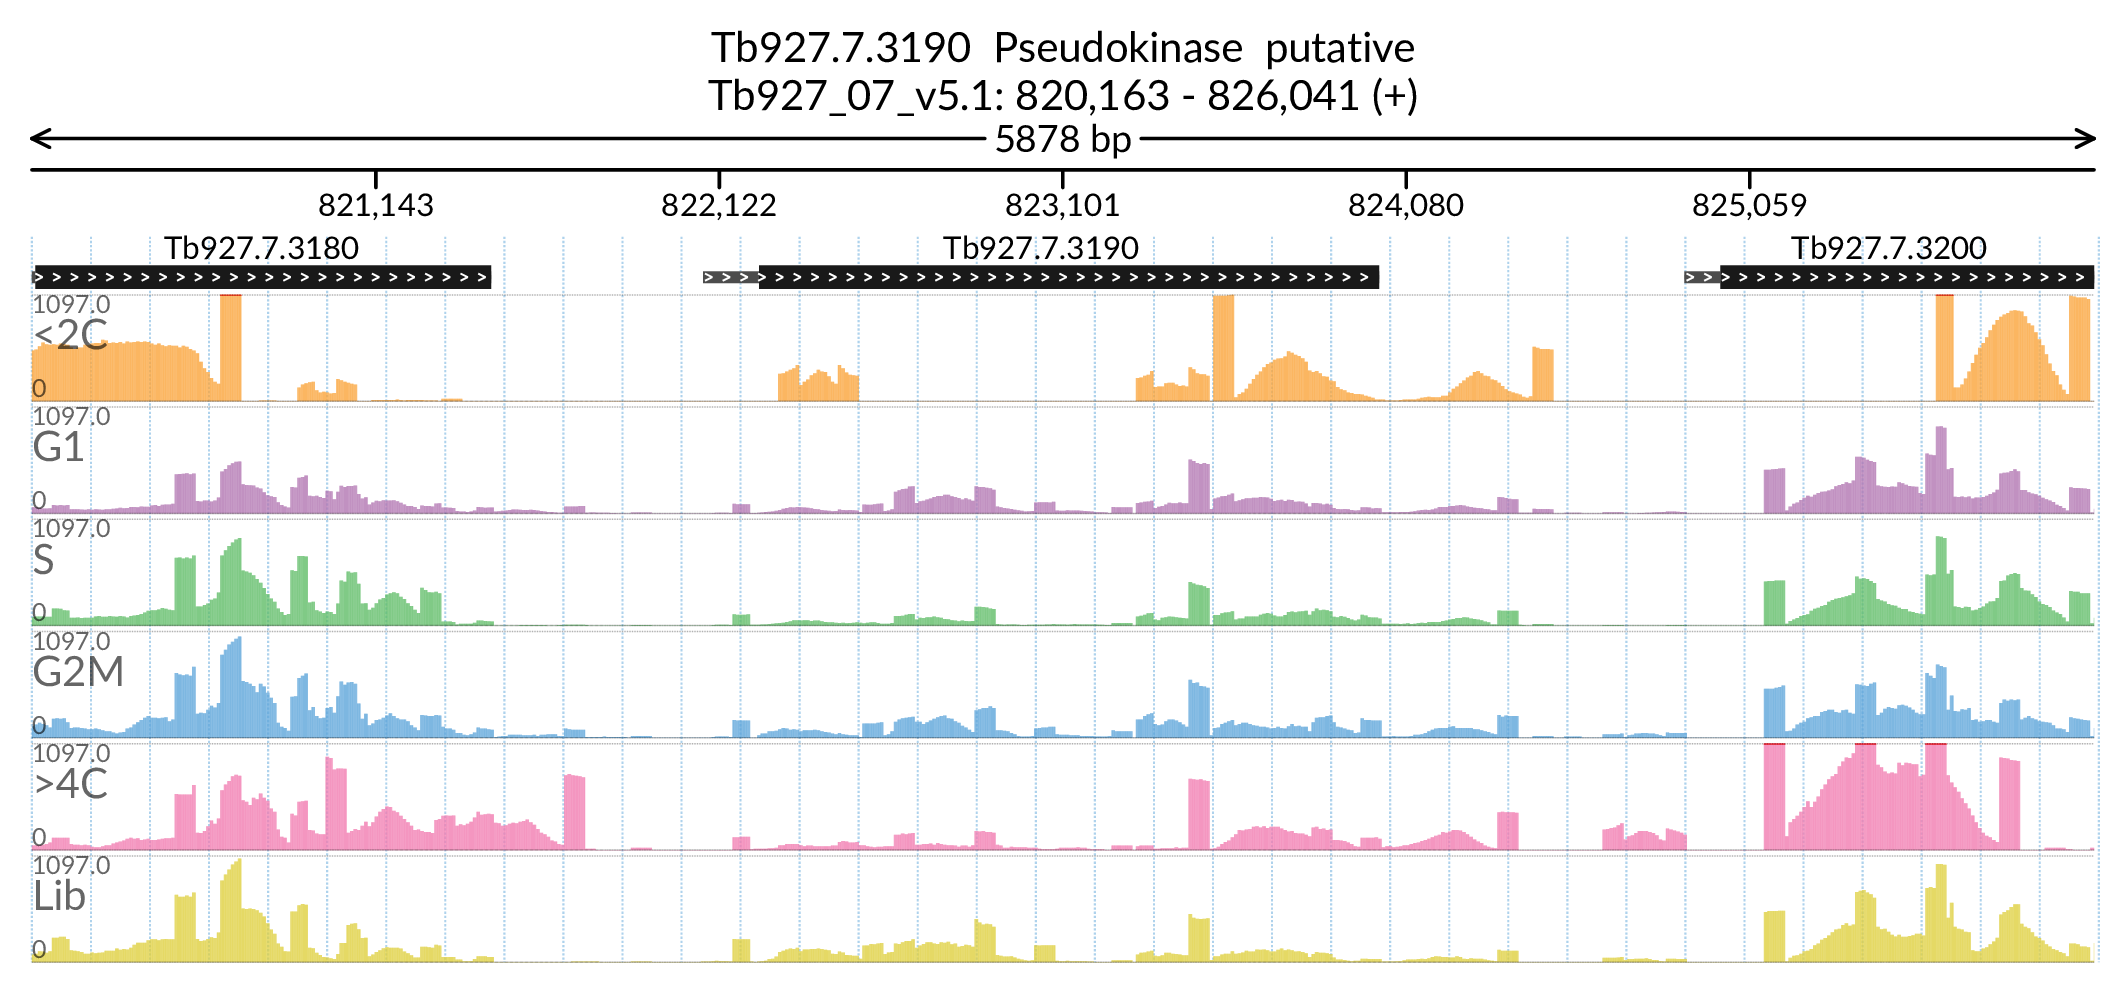 Tb927.7.3190 Pseudokinase putative
Tb927_07_v5.1: 820,163 - 826,041 (+)
5878 bp
821,143 822,122 823,101 824,080 825,059
Tb927.7.3180 Tb927.7.3190 Tb927.7.3200
1097.0
<2C
0
1097.0
G1
0
1097.0
S
0
1097.0
G2M
0
1097.0
>4C
0
1097.0
Lib
0